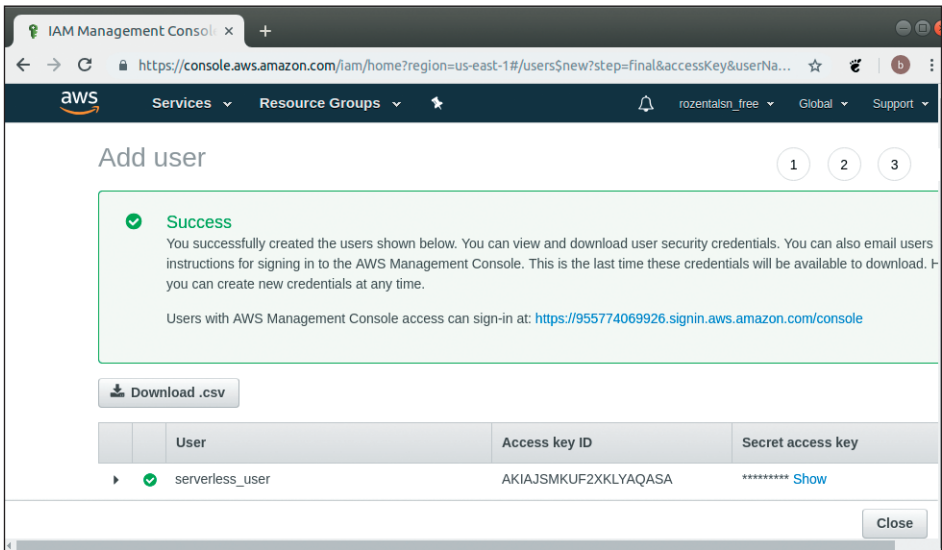 IAM Management Consol
https://console.aws.amazon.com/iam/home?region=us-east-1#/users$new?step=final&accessKey&userNa...
b
aws Services Resource Groups rozentalsn_free Global Support
Add user 1 2 3
Success
You successfully created the users shown below. You can view and download user security credentials. You can also email users
instructions for signing in to the AWS Management Console. This is the last time these credentials will be available to download. H
you can create new credentials at any time.
Users with AWS Management Console access can sign-in at: https://955774069926.signin.aws.amazon.com/console
Download .csv
User Access key ID Secret access key
serverless_user AKIAJSMKUF2XKLYAQASA ********* Show
Close